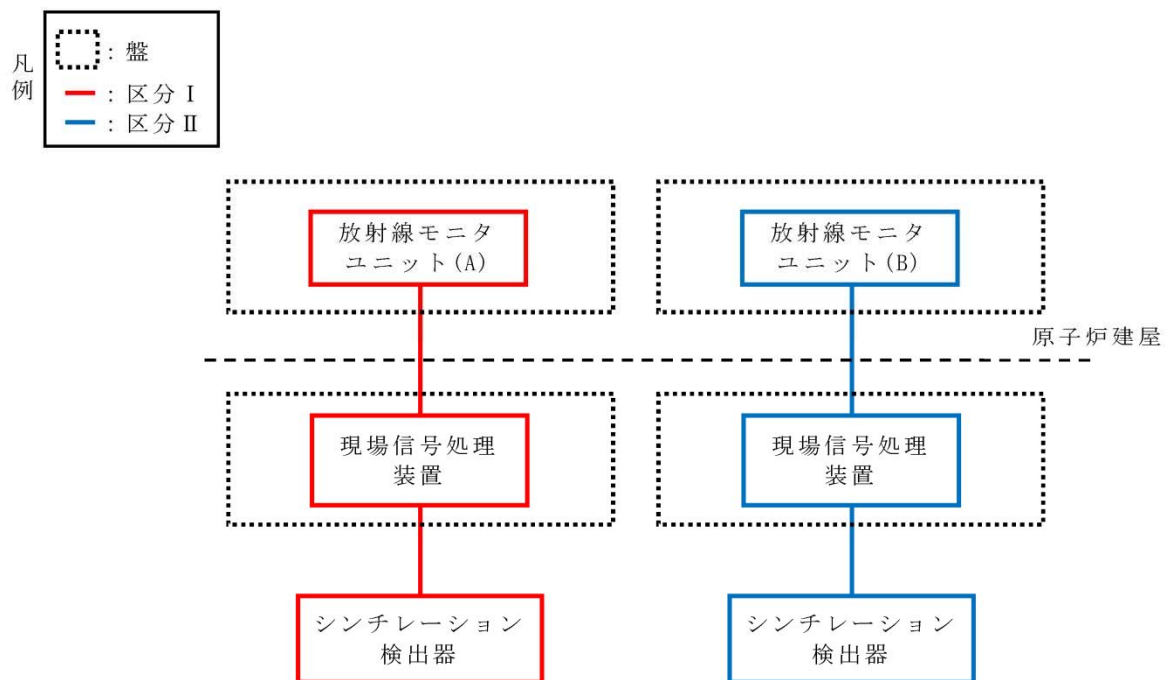 凡例
: 盤
: 区分Ⅰ
: 区分Ⅱ
放射線モニタ
ユニット(A)
放射線モニタ
ユニット(B)
原子炉建屋
現場信号処理
装置
現場信号処理
装置
シンチレーション
検出器
シンチレーション
検出器